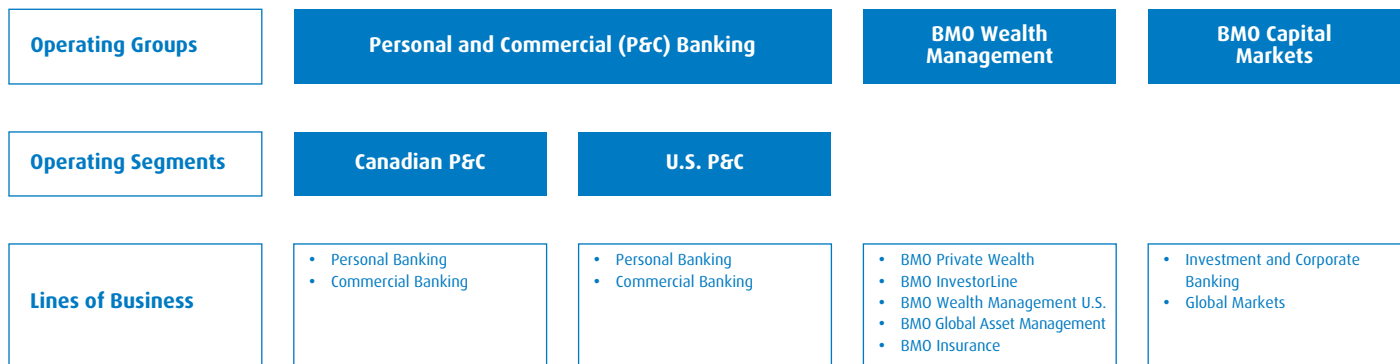 Operating Groups
Personal and Commercial (P&C) Banking
BMO Wealth
Management
BMO Capital
Markets
Operating Segments
Canadian P&C
U.S. P&C
Lines of Business
• Personal Banking
• Commercial Banking
• Personal Banking
• Commercial Banking
• BMO Private Wealth
• BMO InvestorLine
• BMO Wealth Management U.S.
• BMO Global Asset Management
• BMO Insurance
• Investment and Corporate
Banking
• Global Markets